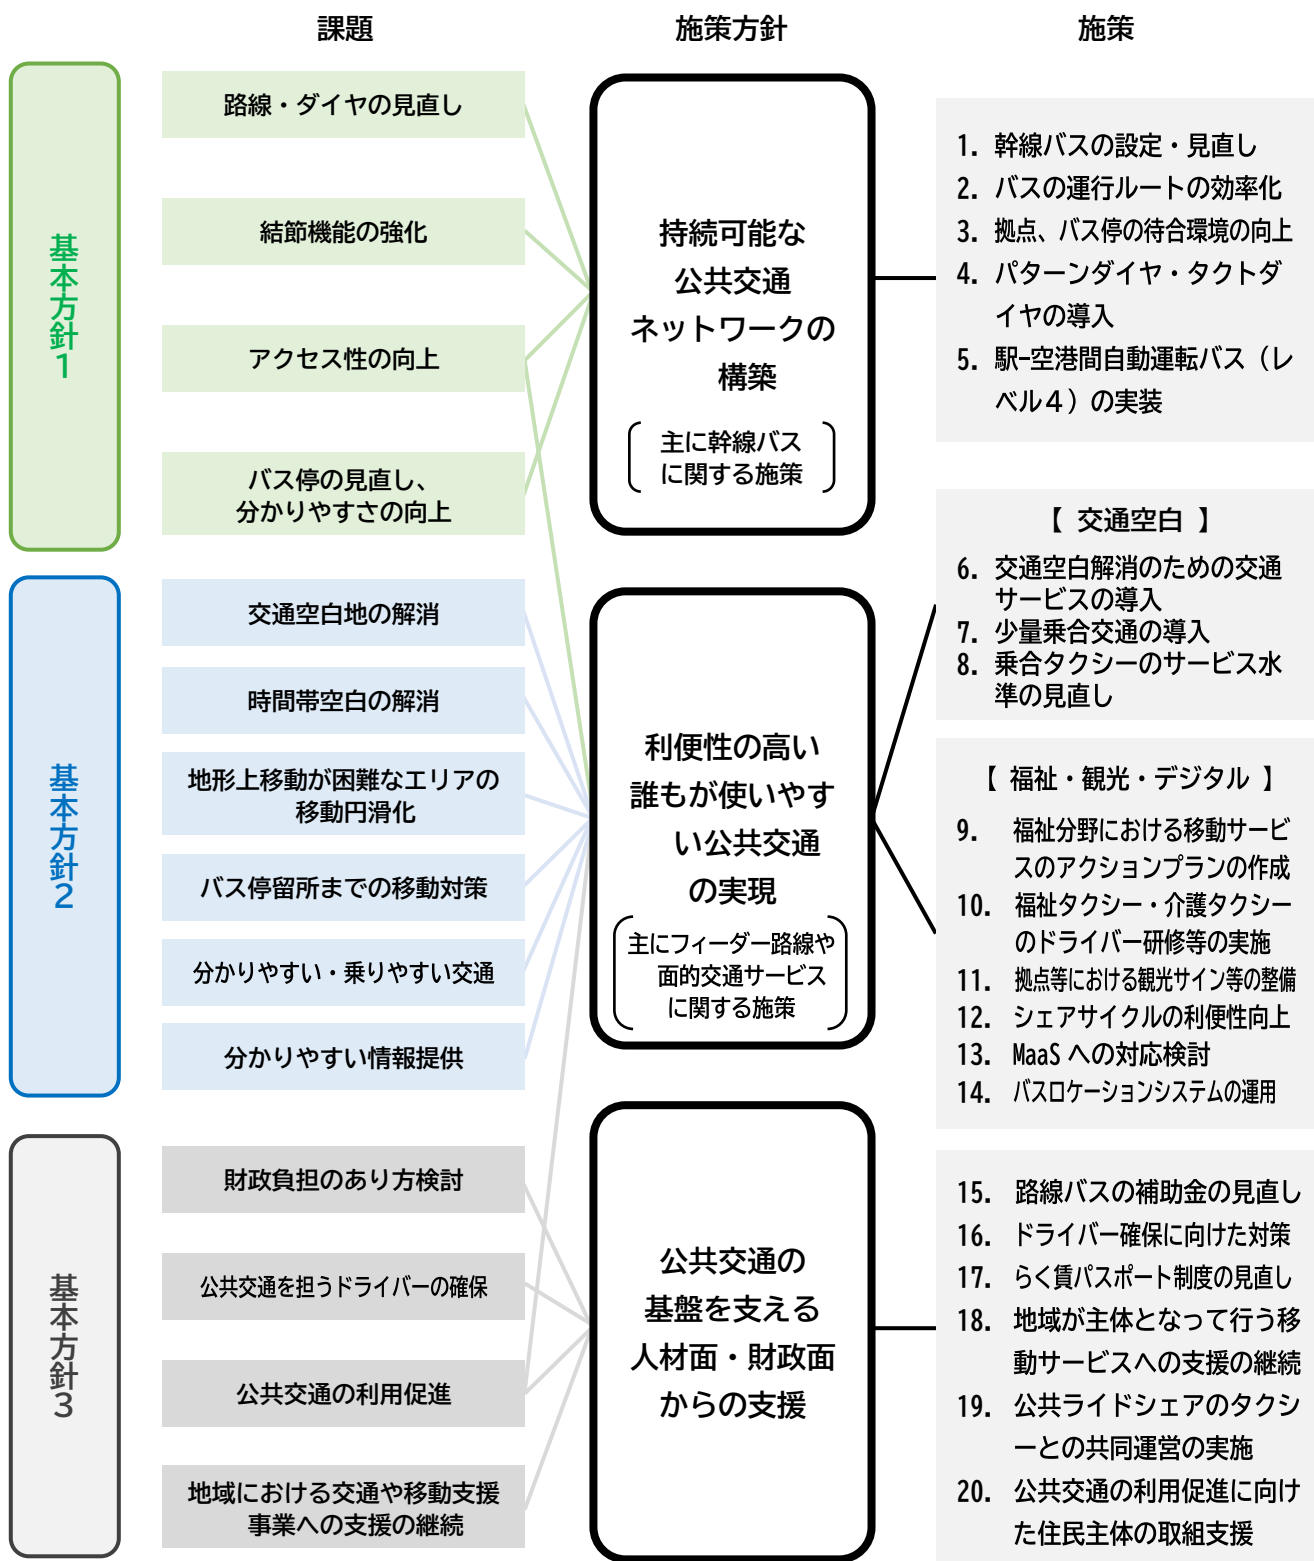 課題
施策方針
施策
基本方針1
路線・ダイヤの見直し
結節機能の強化
アクセス性の向上
バス停の見直し、
分かりやすさの向上
基本方針2
交通空白地の解消
時間帯空白の解消
地形上移動が困難なエリアの
移動円滑化
バス停留所までの移動対策
分かりやすい・乗りやすい交通
分かりやすい情報提供
基本方針3
財政負担のあり方検討
公共交通を担うドライバーの確保
公共交通の利用促進
地域における交通や移動支援
事業への支援の継続
持続可能な
公共交通
ネットワークの
構築
主に幹線バス
に関する施策
利便性の高い
誰もが使いやす
い公共交通
の実現
主にフィーダー路線や
面的交通サービス
に関する施策
公共交通の
基盤を支える
人材面・財政面
からの支援
1. 幹線バスの設定・見直し
2. バスの運行ルートの効率化
3. 拠点、バス停の待合環境の向上
4. パターンダイヤ・タクトダ
イヤの導入
5. 駅-空港間自動運転バス（レ
ベル4）の実装
【 交通空白 】
6. 交通空白解消のための交通
サービスの導入
7. 少量乗合交通の導入
8. 乗合タクシーのサービス水
準の見直し
【 福祉・観光・デジタル 】
9. 福祉分野における移動サービ
スのアクションプランの作成
10. 福祉タクシー・介護タクシー
のドライバー研修等の実施
11. 拠点等における観光サイン等の整備
12. シェアサイクルの利便性向上
13. MaaS への対応検討
14. バスロケーションシステムの運用
15. 路線バスの補助金の見直し
16. ドライバー確保に向けた対策
17. らく賃パスポート制度の見直し
18. 地域が主体となって行う移
動サービスへの支援の継続
19. 公共ライドシェアのタクシ
ーとの共同運営の実施
20. 公共交通の利用促進に向け
た住民主体の取組支援